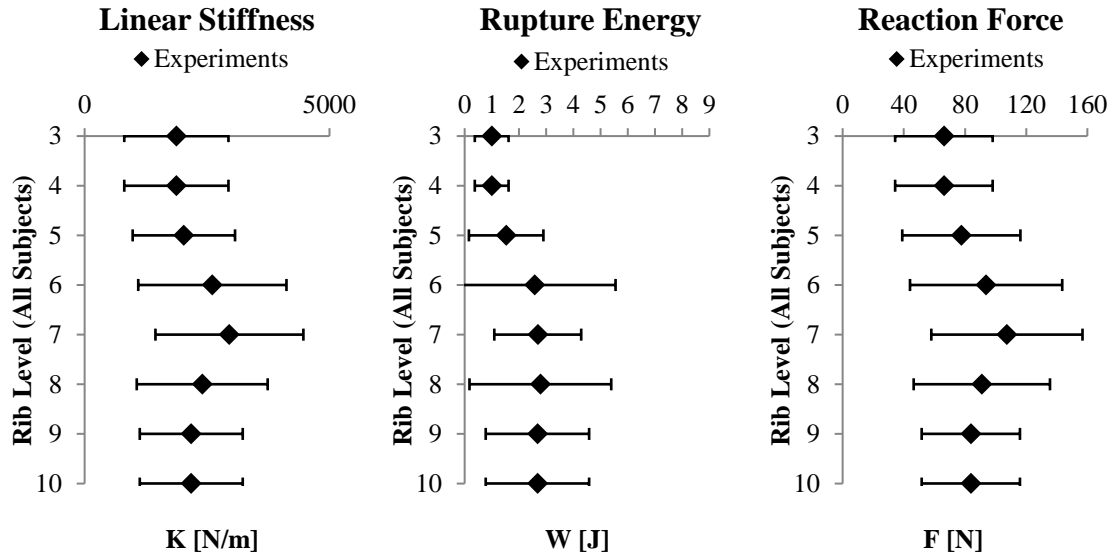 Linear Stiffness
Experiments
0 5000
Rib Level (All Subjects)
3
4
5
6
7
8
9
10
K [N/m]
Rupture Energy
Experiments
0 1 2 3 4 5 6 7 8 9
Rib Level (All Subjects)
3
4
5
6
7
8
9
10
W [J]
Reaction Force
Experiments
0 40 80 120 160
Rib Level (All Subjects)
3
4
5
6
7
8
9
10
F [N]